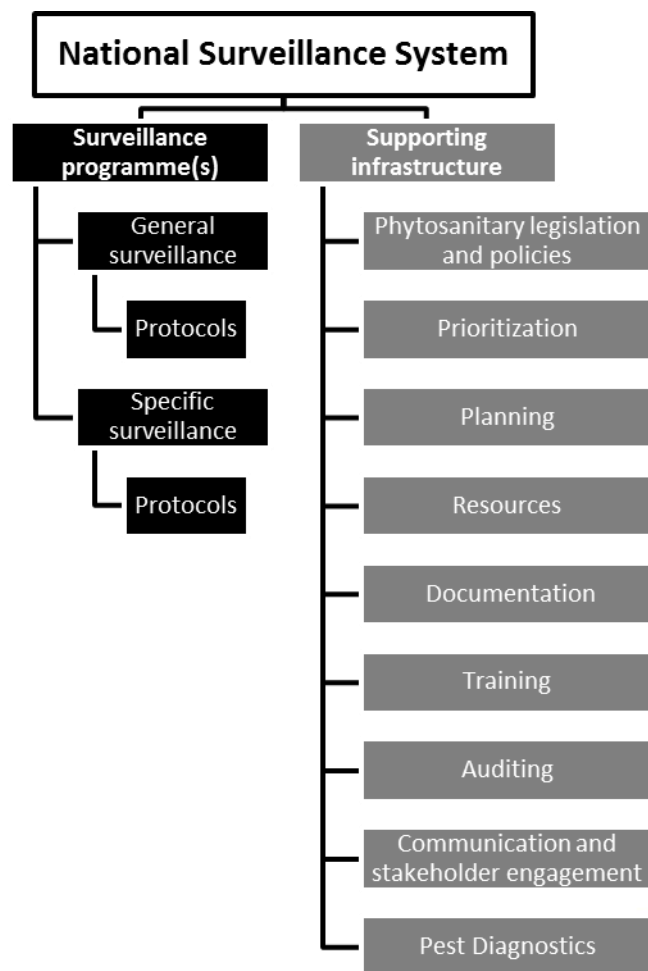 National Surveillance System
Surveillance
programme(s)
General
surveillance
Protocols
Specific
surveillance
Protocols
Supporting
infrastructure
Phytosanitary legislation
and policies
Prioritization
Planning
Resources
Documentation
Training
Auditing
Communication and
stakeholder engagement
Pest Diagnostics